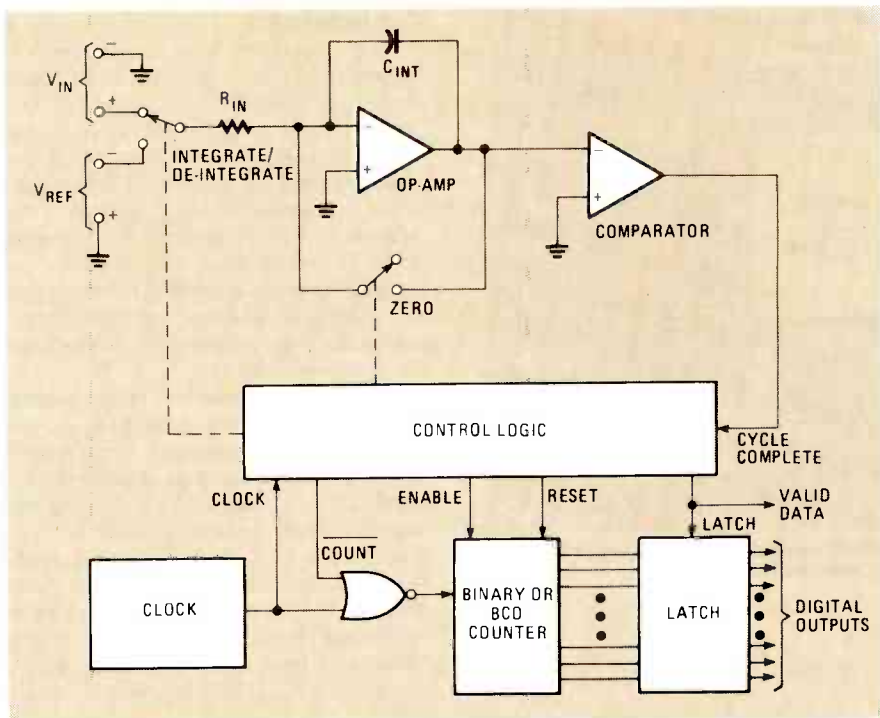 −
V_IN
+
−
V_REF
+
R_IN
INTEGRATE/
DE-INTEGRATE
C_INT
−
+
OP-AMP
−
+
COMPARATOR
ZERO
CONTROL LOGIC
CYCLE
COMPLETE
CLOCK
COUNT
ENABLE
RESET
VALID
DATA
LATCH
CLOCK
BINARY OR
BCD
COUNTER
LATCH
DIGITAL
OUTPUTS